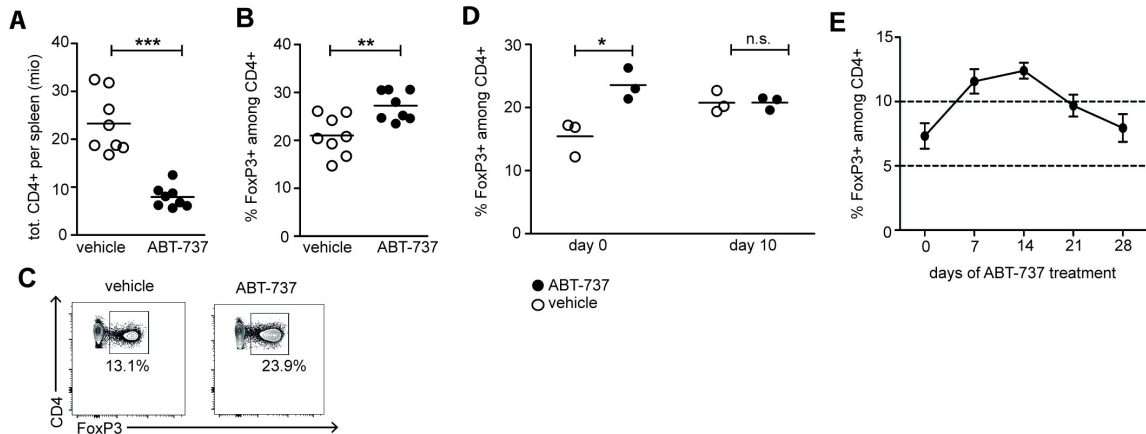 A
tot. CD4+ per spleen (mio)
40
30
20
10
0
***
vehicle
ABT-737
B
% FoxP3+ among CD4+
40
30
20
10
0
**
vehicle
ABT-737
C
vehicle
ABT-737
13.1%
23.9%
CD4
FoxP3
D
% FoxP3+ among CD4+
30
20
10
0
*
n.s.
day 0
day 10
ABT-737
vehicle
E
% FoxP3+ among CD4+
15
10
5
0
0 7 14 21 28
days of ABT-737 treatment